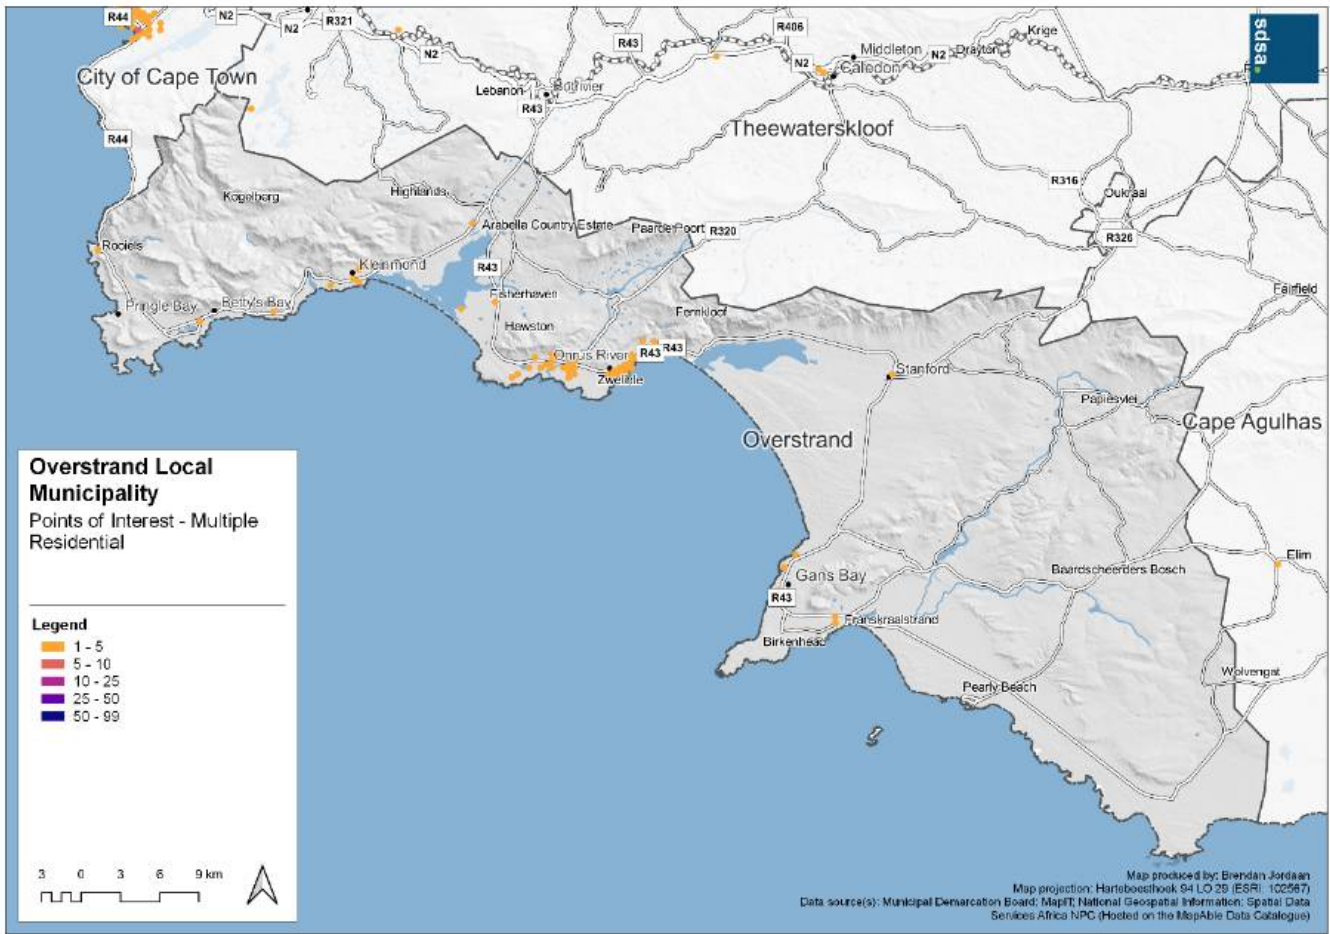 R44
N2
N2
R321
N2
R43
R406
N2
Middleton
N2
Drayton
Krige
sdsa
City of Cape Town
Lebanon
Botrivier
R43
Caledon
R44
Theewaterskloof
R316
Oukraal
Kogelberg
Highlands
Arabella Country Estate
Paarde Poort
R320
R326
Rooiels
Kleinmond
R43
Fisherhaven
Fairfield
Pringle Bay
Betty's Bay
Hawston
Fernkloof
Onrus River
R43
R43
Zwelihle
Stanford
Papiesvlei
Cape Agulhas
Overstrand
Overstrand Local
Municipality
Points of Interest - Multiple
Residential
Legend
1 - 5
5 - 10
10 - 25
25 - 50
50 - 99
3 0 3 6 9 km
Gans Bay
R43
Baardscheerders Bosch
Elim
Franskraalstrand
Birkenhead
Pearly Beach
Wolvengat
Map produced by: Brendan Jordaan
Map projection: Hartebeesthoek 94 LO 29 (ESRI: 102567)
Data source(s): Municipal Demarcation Board; MapIT; National Geospatial Information; Spatial Data
Services Africa NPC (Hosted on the MapAble Data Catalogue)